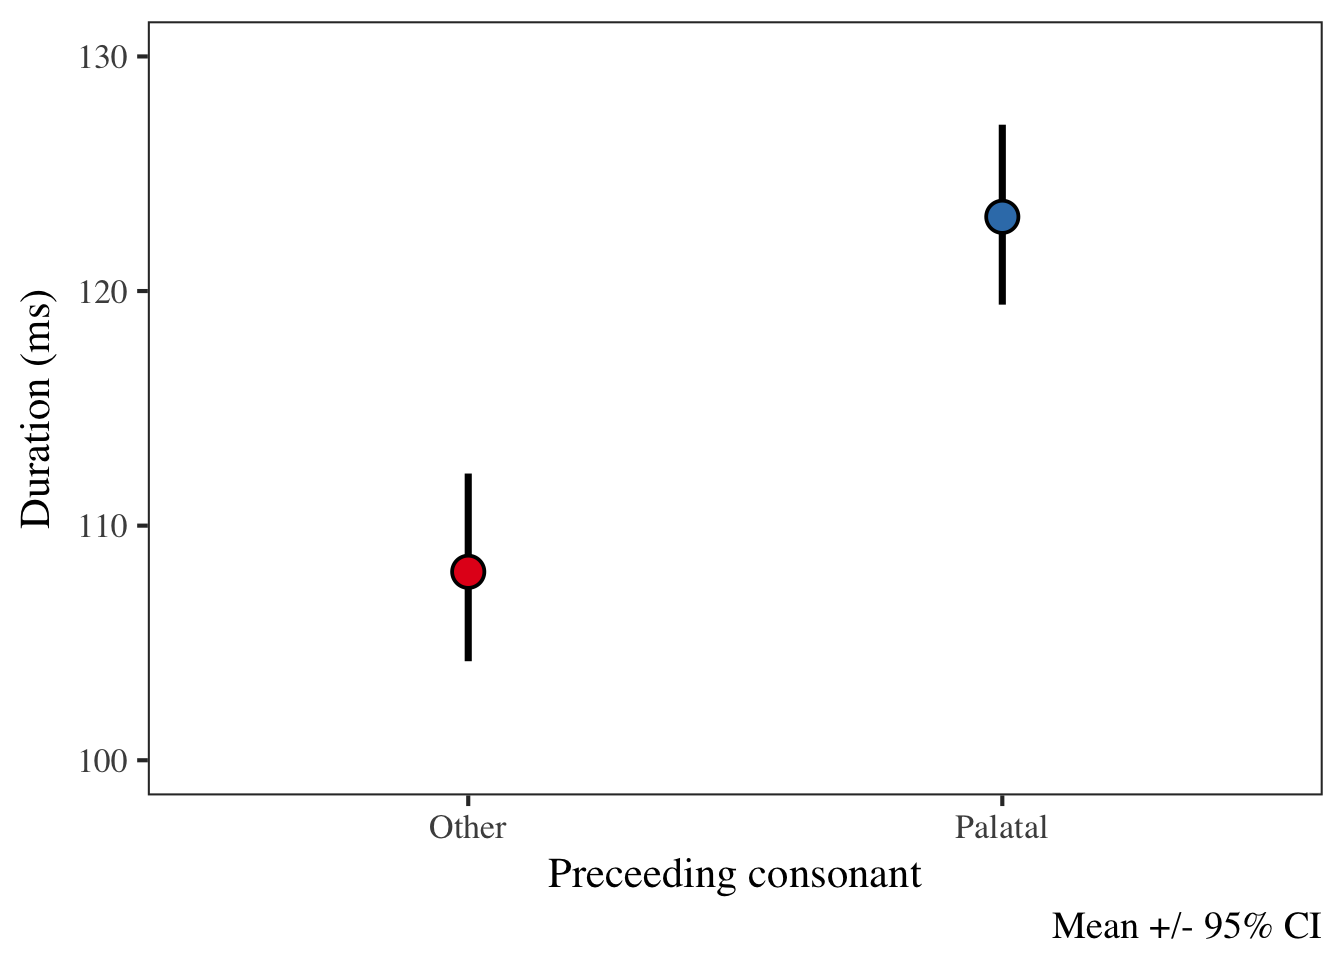 130
120
110
100
Duration (ms)
Other Palatal
Preceeding consonant
Mean +/- 95% CI